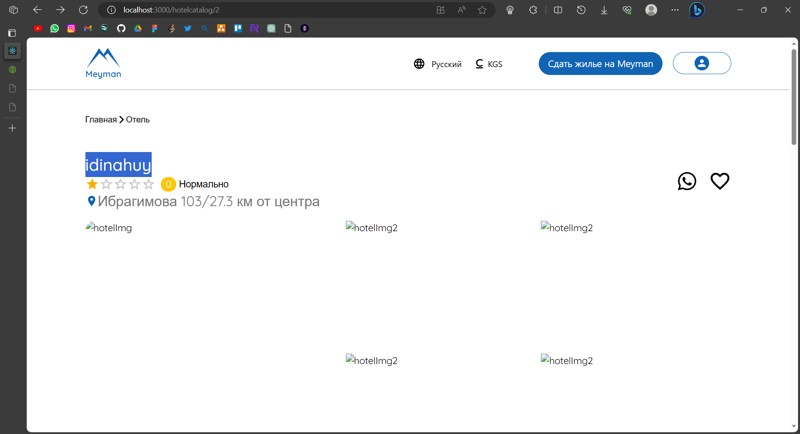 localhost:3000/hotelcatalog/2
Meyman
Русский
KGS
Сдать жилье на Meyman
Главная Отель
idinahuy
0 Нормально
Ибрагимова 103/27.3 км от центра
hotelImg
hotelImg2
hotelImg2
hotelImg2
hotelImg2